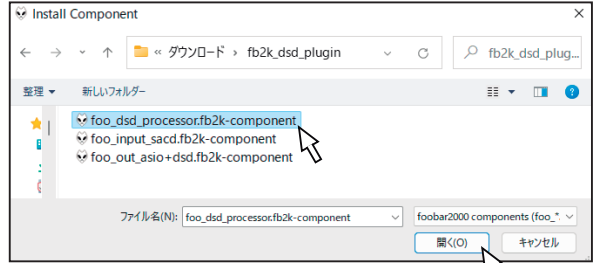 Install Component
« ダウンロード › fb2k_dsd_plugin
fb2k_dsd_plug...
整理 新しいフォルダー
foo_dsd_processor.fb2k-component
foo_input_sacd.fb2k-component
foo_out_asio+dsd.fb2k-component
ファイル名(N): foo_dsd_processor.fb2k-component foobar2000 components (foo_*.
開く(O) キャンセル